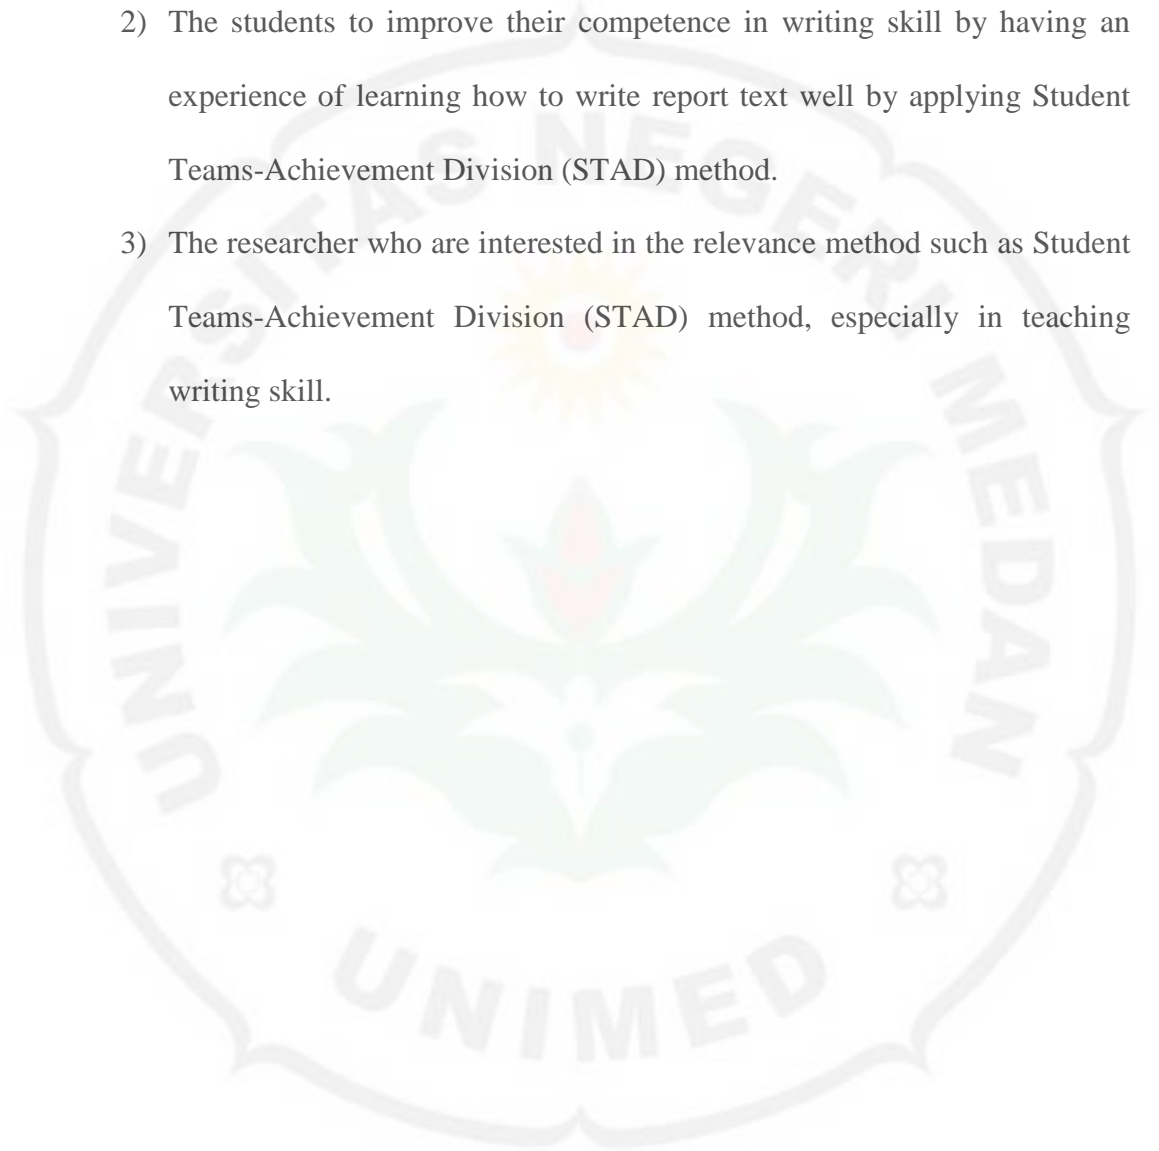 2) The students to improve their competence in writing skill by having an
experience of learning how to write report text well by applying Student
Teams-Achievement Division (STAD) method.
3) The researcher who are interested in the relevance method such as Student
Teams-Achievement Division (STAD) method, especially in teaching
writing skill.
UNIVERSITAS NEGERI MEDAN
UNIMED